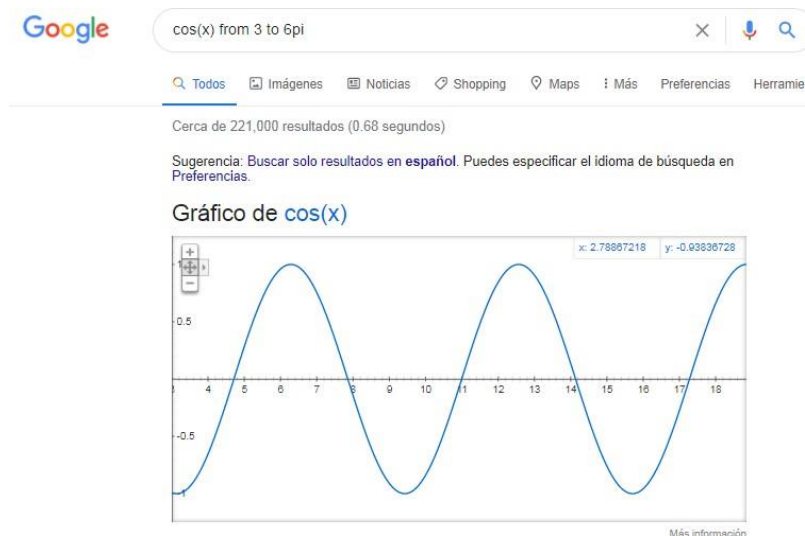 Google
cos(x) from 3 to 6pi
Todos Imágenes Noticias Shopping Maps Más Preferencias Herramie
Cerca de 221,000 resultados (0.68 segundos)
Sugerencia: Buscar solo resultados en español. Puedes especificar el idioma de búsqueda en
Preferencias.
Gráfico de cos(x)
x: 2.78867218 y: -0.93836728
1
0.5
3 4 5 6 7 8 9 10 11 12 13 14 15 16 17 18
-0.5
-1
Más información